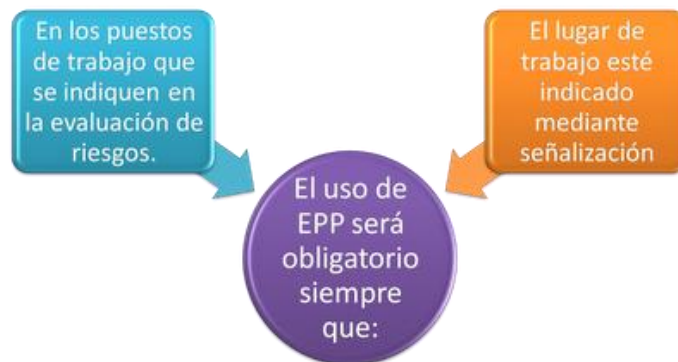 En los puestos
de trabajo que
se indiquen en
la evaluación de
riesgos.
El lugar de
trabajo esté
indicado
mediante
señalización
El uso de
EPP será
obligatorio
siempre
que: